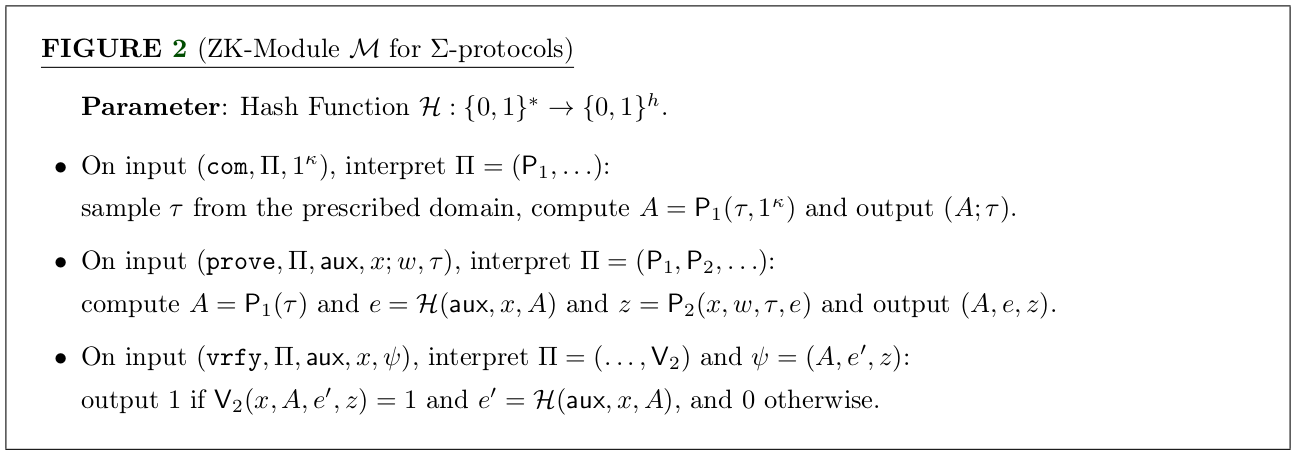 FIGURE 2 (ZK-Module ℳ for Σ-protocols)
Parameter: Hash Function ℋ : {0, 1}* → {0, 1}ʰ.
• On input (com, Π, 1^κ), interpret Π = (P₁, . . .):
sample τ from the prescribed domain, compute A = P₁(τ, 1^κ) and output (A; τ).
• On input (prove, Π, aux, x; w, τ), interpret Π = (P₁, P₂, . . .):
compute A = P₁(τ) and e = ℋ(aux, x, A) and z = P₂(x, w, τ, e) and output (A, e, z).
• On input (vrfy, Π, aux, x, ψ), interpret Π = (. . . , V₂) and ψ = (A, e′, z):
output 1 if V₂(x, A, e′, z) = 1 and e′ = ℋ(aux, x, A), and 0 otherwise.